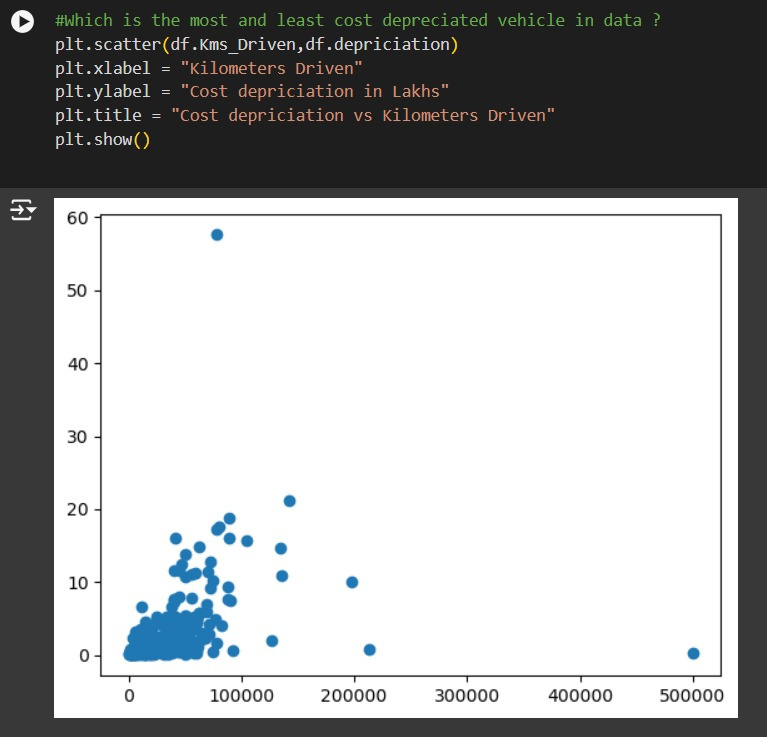 #Which is the most and least cost depreciated vehicle in data ?
plt.scatter(df.Kms_Driven,df.depriciation)
plt.xlabel = "Kilometers Driven"
plt.ylabel = "Cost depriciation in Lakhs"
plt.title = "Cost depriciation vs Kilometers Driven"
plt.show()
60
50
40
30
20
10
0
0 100000 200000 300000 400000 500000